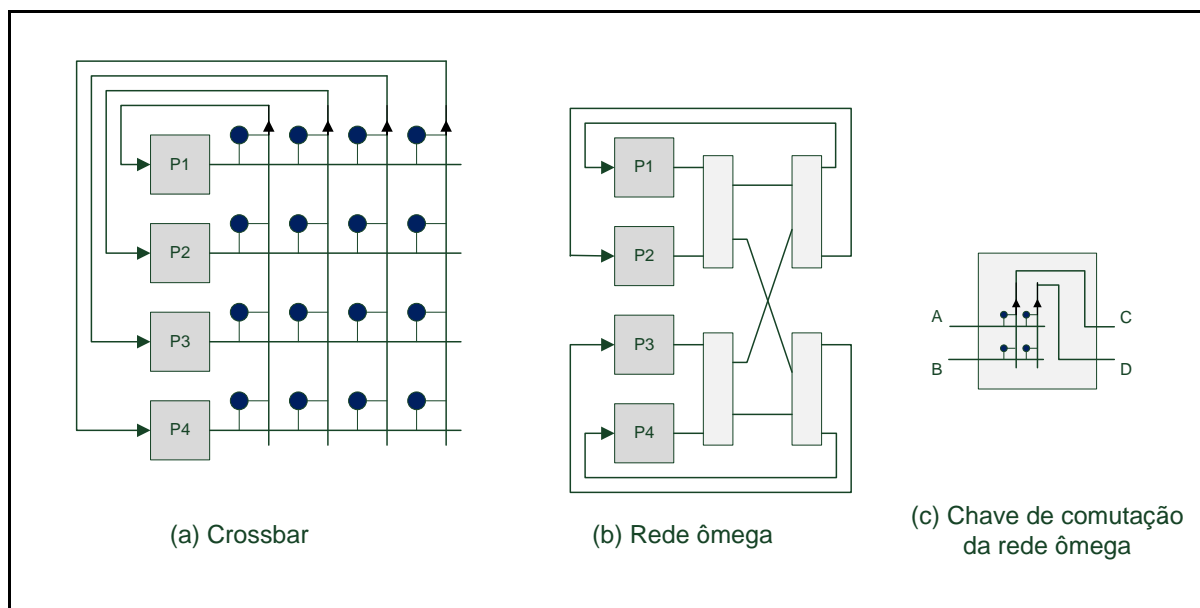 P1
P2
P3
P4
(a) Crossbar
P1
P2
P3
P4
(b) Rede ômega
A
B
C
D
(c) Chave de comutação
da rede ômega